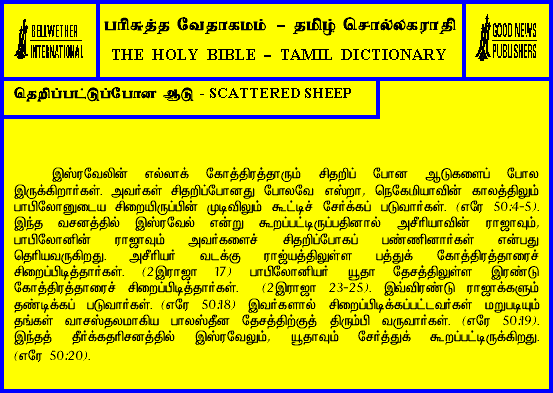 BELLWETHER
INTERNATIONAL
பரிசுத்த வேதாகமம் – தமிழ் சொல்லகராதி
THE HOLY BIBLE – TAMIL DICTIONARY
GOOD NEWS
PUBLISHERS
தெறிப்பட்டுப்போன ஆடு - SCATTERED SHEEP
இஸ்ரவேலின் எல்லாக் கோத்திரத்தாரும் சிதறிப் போன ஆடுகளைப் போல
இருக்கிறார்கள். அவர்கள் சிதறிப்போனது போலவே எஸ்றா, நெகேமியாவின் காலத்திலும்
பாபிலோனுடைய சிறையிருப்பின் முடிவிலும் கூட்டிச் சேர்க்கப் படுவார்கள். (எரே 50:4-5).
இந்த வசனத்தில் இஸ்ரவேல் என்று கூறப்பட்டிருப்பதினால் அசீரியாவின் ராஜாவும்,
பாபிலோனின் ராஜாவும் அவர்களைச் சிதறிப்போகப் பண்ணினார்கள் என்பது
தெரியவருகிறது. அசீரியர் வடக்கு ராஜ்யத்திலுள்ள பத்துக் கோத்திரத்தாரைச்
சிறைப்பிடித்தார்கள். (2இராஜா 17) பாபிலோனியர் யூதா தேசத்திலுள்ள இரண்டு
கோத்திரத்தாரைச் சிறைப்பிடித்தார்கள். (2இராஜா 23-25). இவ்விரண்டு ராஜாக்களும்
தண்டிக்கப் படுவார்கள். (எரே 50:18) இவர்களால் சிறைப்பிடிக்கப்பட்டவர்கள் மறுபடியும்
தங்கள் வாசஸ்தலமாகிய பாலஸ்தீன தேசத்திற்குத் திரும்பி வருவார்கள். (எரே 50:19).
இந்தத் தீர்க்கதரிசனத்தில் இஸ்ரவேலும், யூதாவும் சேர்த்துக் கூறப்பட்டிருக்கிறது.
(எரே 50:20).